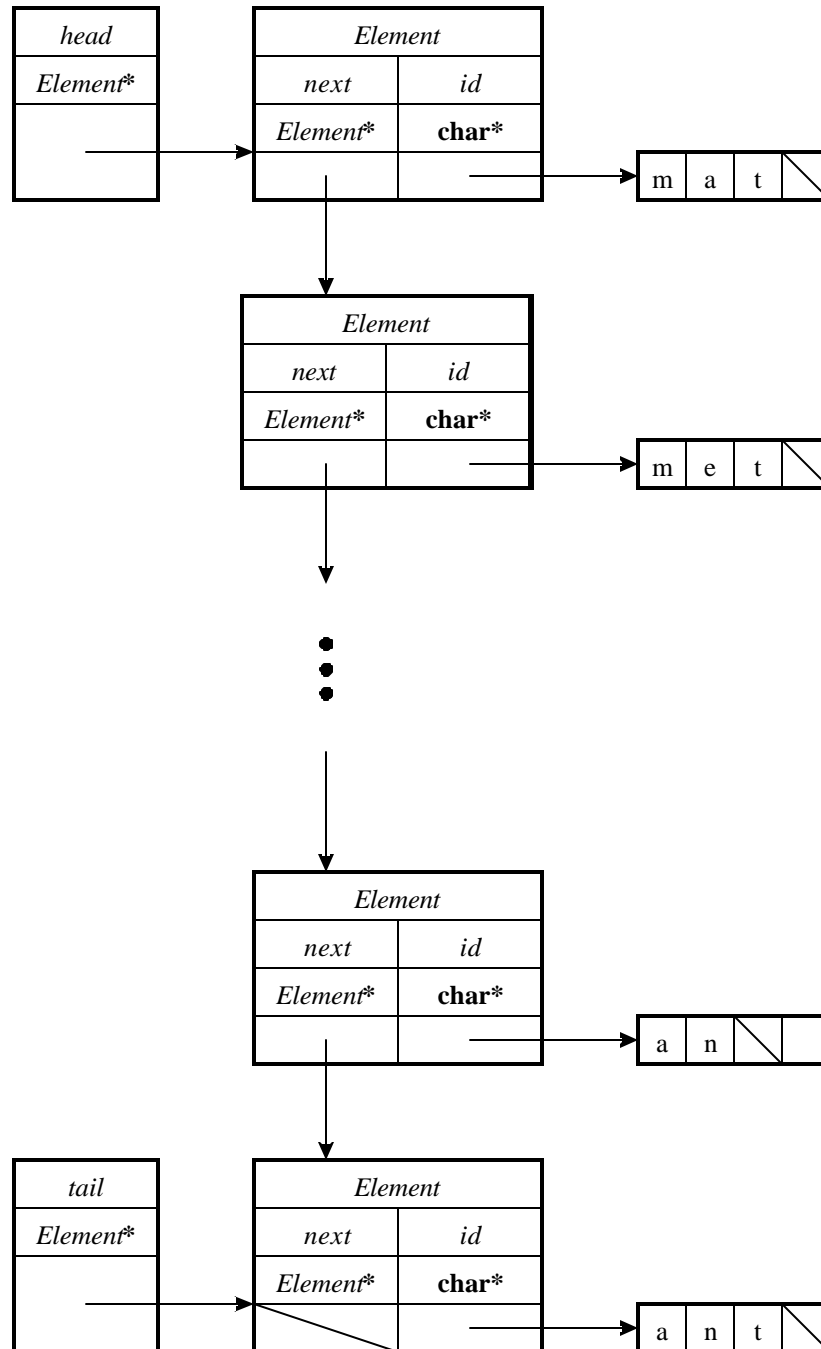 head Element
Element* next id
Element* char*
m a t
Element
next id
Element* char*
m e t
Element
next id
Element* char*
a n
tail Element
Element* next id
Element* char*
a n t